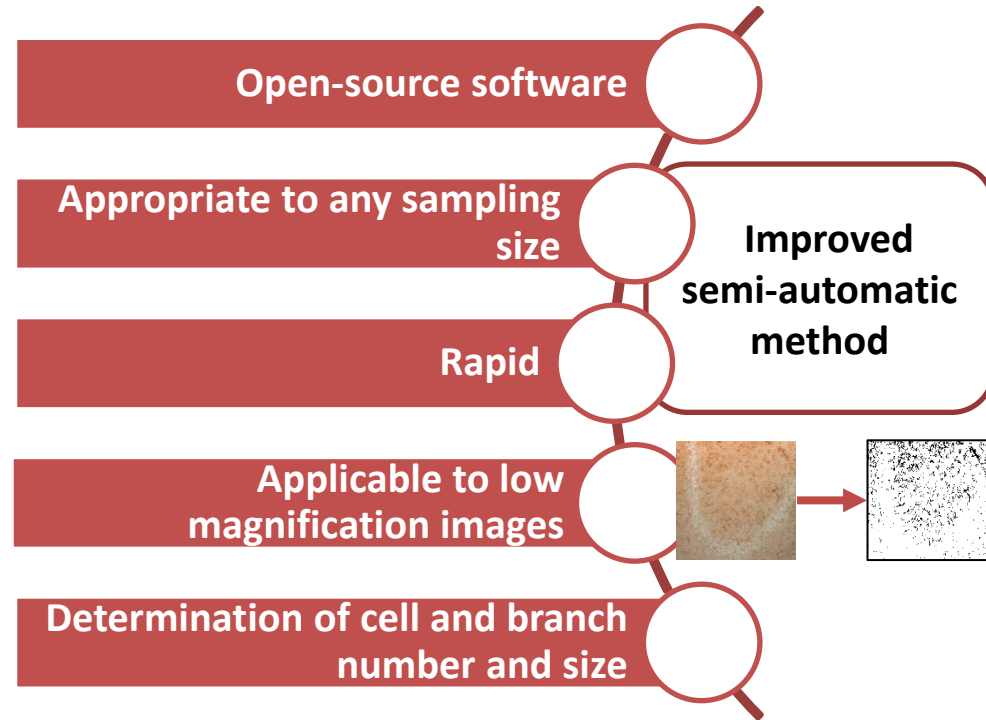 Open-source software
Appropriate to any sampling
size
Improved
semi-automatic
method
Rapid
Applicable to low
magnification images
Determination of cell and branch
number and size